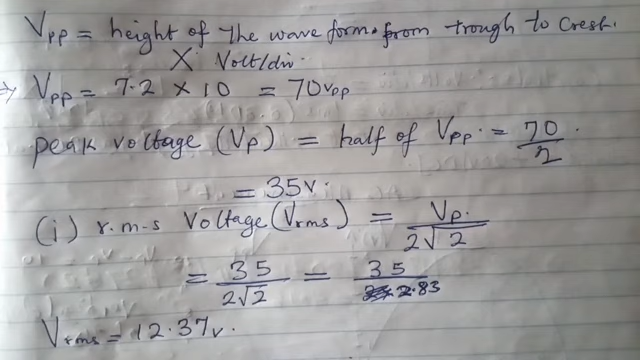 Vpp = height of the wave form from trough to Crest.
X Volt/div.
⇒ Vpp = 7.2 × 10 = 70vpp
peak voltage (Vp) = half of Vpp. = 70/2.
= 35v.
(i) r.m-s Voltage (Vrms) = Vp./2√2
= 35/2√2 = 35/2.83
Vrms = 12.37v.